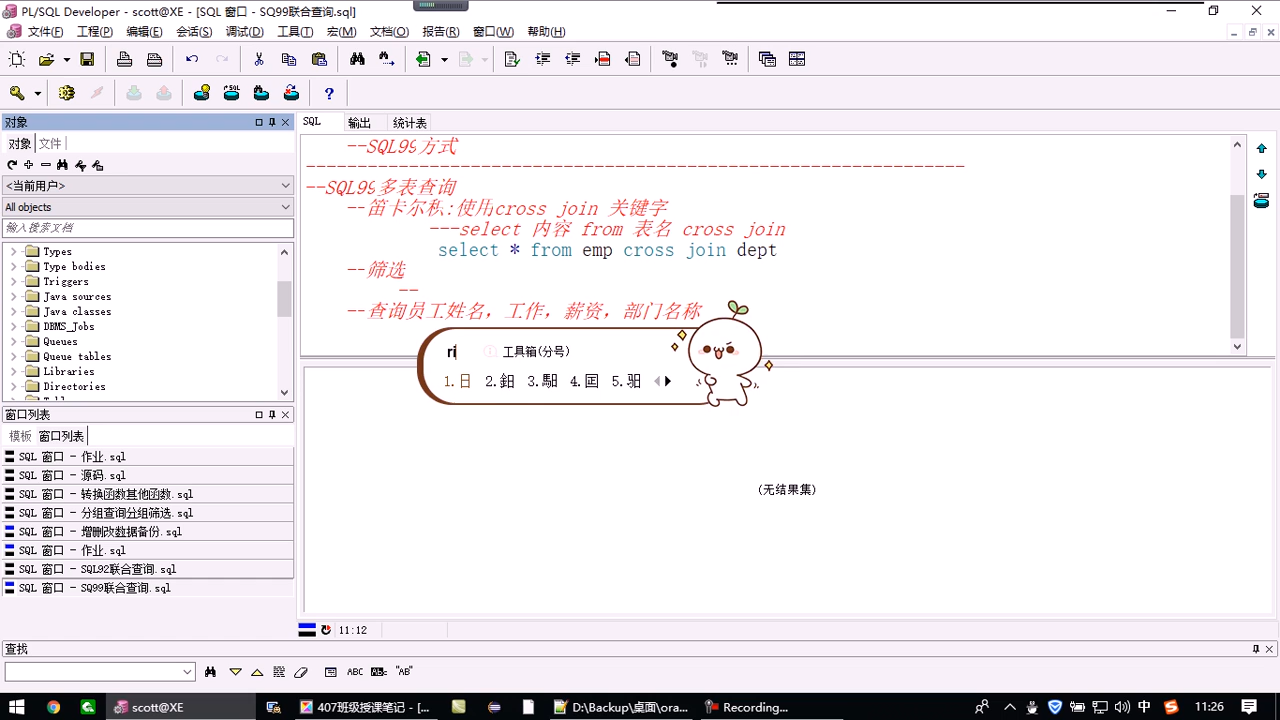 PL/SQL Developer - scott@XE - [SQL 窗口 - SQ99联合查询.sql]
文件(F) 工程(P) 编辑(E) 会话(S) 调试(D) 工具(T) 宏(M) 文档(O) 报告(R) 窗口(W) 帮助(H)
对象
对象 文件
<当前用户>
All objects
输入搜索文档
Types
Type bodies
Triggers
Java sources
Java classes
DBMS_Jobs
Queues
Queue tables
Libraries
Directories
窗口列表
模板 窗口列表
SQL 窗口 - 作业.sql
SQL 窗口 - 源码.sql
SQL 窗口 - 转换函数其他函数.sql
SQL 窗口 - 分组查询分组筛选.sql
SQL 窗口 - 增删改数据备份.sql
SQL 窗口 - 作业.sql
SQL 窗口 - SQL92联合查询.sql
SQL 窗口 - SQ99联合查询.sql
SQL 输出 统计表
--SQL99方式
----------------------------------------------------------------
--SQL99多表查询
--笛卡尔积:使用cross join 关键字
---select 内容 from 表名 cross join
select * from emp cross join dept
--筛选
--
--查询员工姓名，工作，薪资，部门名称
ri 工具箱(分号)
1.日 2.鈤 3.馹 4.囸 5.驲
(无结果集)
11:12
查找
ABC "AB"
scott@XE
407班级授课笔记 - [...
D:\Backup\桌面\ora...
Recording...
中
11:26